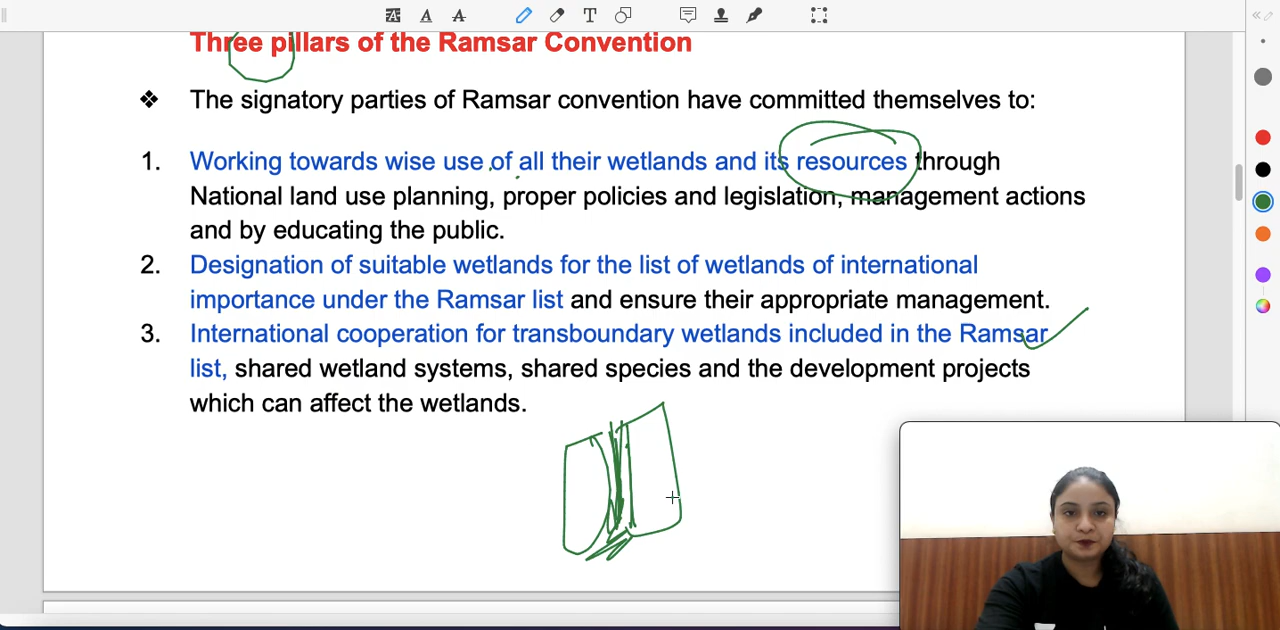 Three pillars of the Ramsar Convention
❖ The signatory parties of Ramsar convention have committed themselves to:
1. Working towards wise use of all their wetlands and its resources through
National land use planning, proper policies and legislation, management actions
and by educating the public.
2. Designation of suitable wetlands for the list of wetlands of international
importance under the Ramsar list and ensure their appropriate management.
3. International cooperation for transboundary wetlands included in the Ramsar
list, shared wetland systems, shared species and the development projects
which can affect the wetlands.